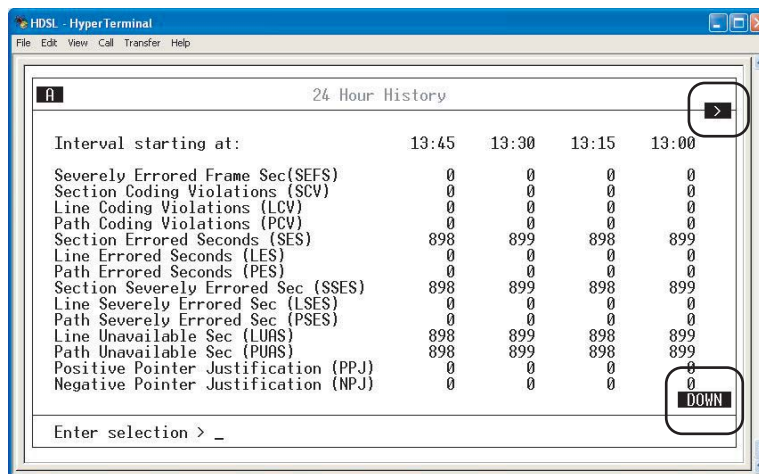 HDSL - HyperTerminal
File Edit View Call Transfer Help
A 24 Hour History
>
Interval starting at: 13:45 13:30 13:15 13:00
Severely Errored Frame Sec(SEFS) 0 0 0 0
Section Coding Violations (SCV) 0 0 0 0
Line Coding Violations (LCV) 0 0 0 0
Path Coding Violations (PCV) 0 0 0 0
Section Errored Seconds (SES) 898 899 898 899
Line Errored Seconds (LES) 0 0 0 0
Path Errored Seconds (PES) 0 0 0 0
Section Severely Errored Sec (SSES) 898 899 898 899
Line Severely Errored Sec (LSES) 0 0 0 0
Path Severely Errored Sec (PSES) 0 0 0 0
Line Unavailable Sec (LUAS) 898 899 898 899
Path Unavailable Sec (PUAS) 898 899 898 899
Positive Pointer Justification (PPJ) 0 0 0 0
Negative Pointer Justification (NPJ) 0 0 0 0
DOWN
Enter selection > _